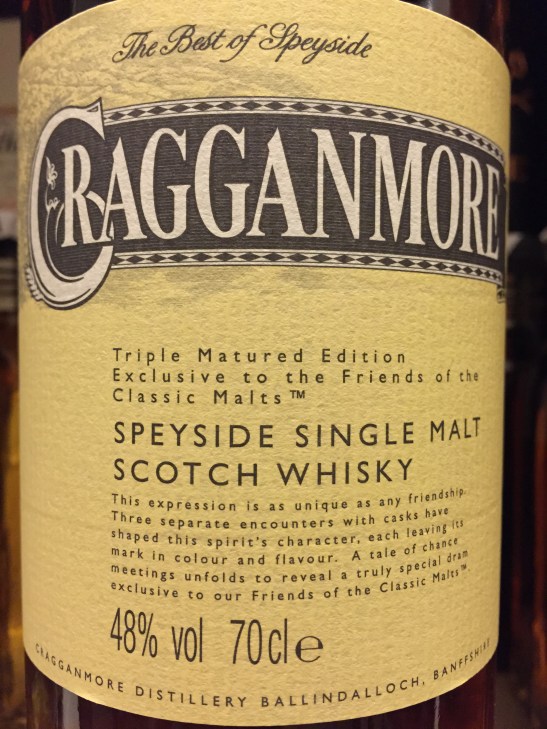 The Best of Speyside
CRAGGANMORE
Triple Matured Edition
Exclusive to the Friends of the
Classic Malts™
SPEYSIDE SINGLE MALT
SCOTCH WHISKY
This expression is as unique as any friendship.
Three separate encounters with casks have
shaped this spirit's character, each leaving its
mark in colour and flavour. A tale of chance
meetings unfolds to reveal a truly special dram
exclusive to our Friends of the Classic Malts™
48% vol 70cl e
CRAGGANMORE DISTILLERY BALLINDALLOCH, BANFFSHIRE